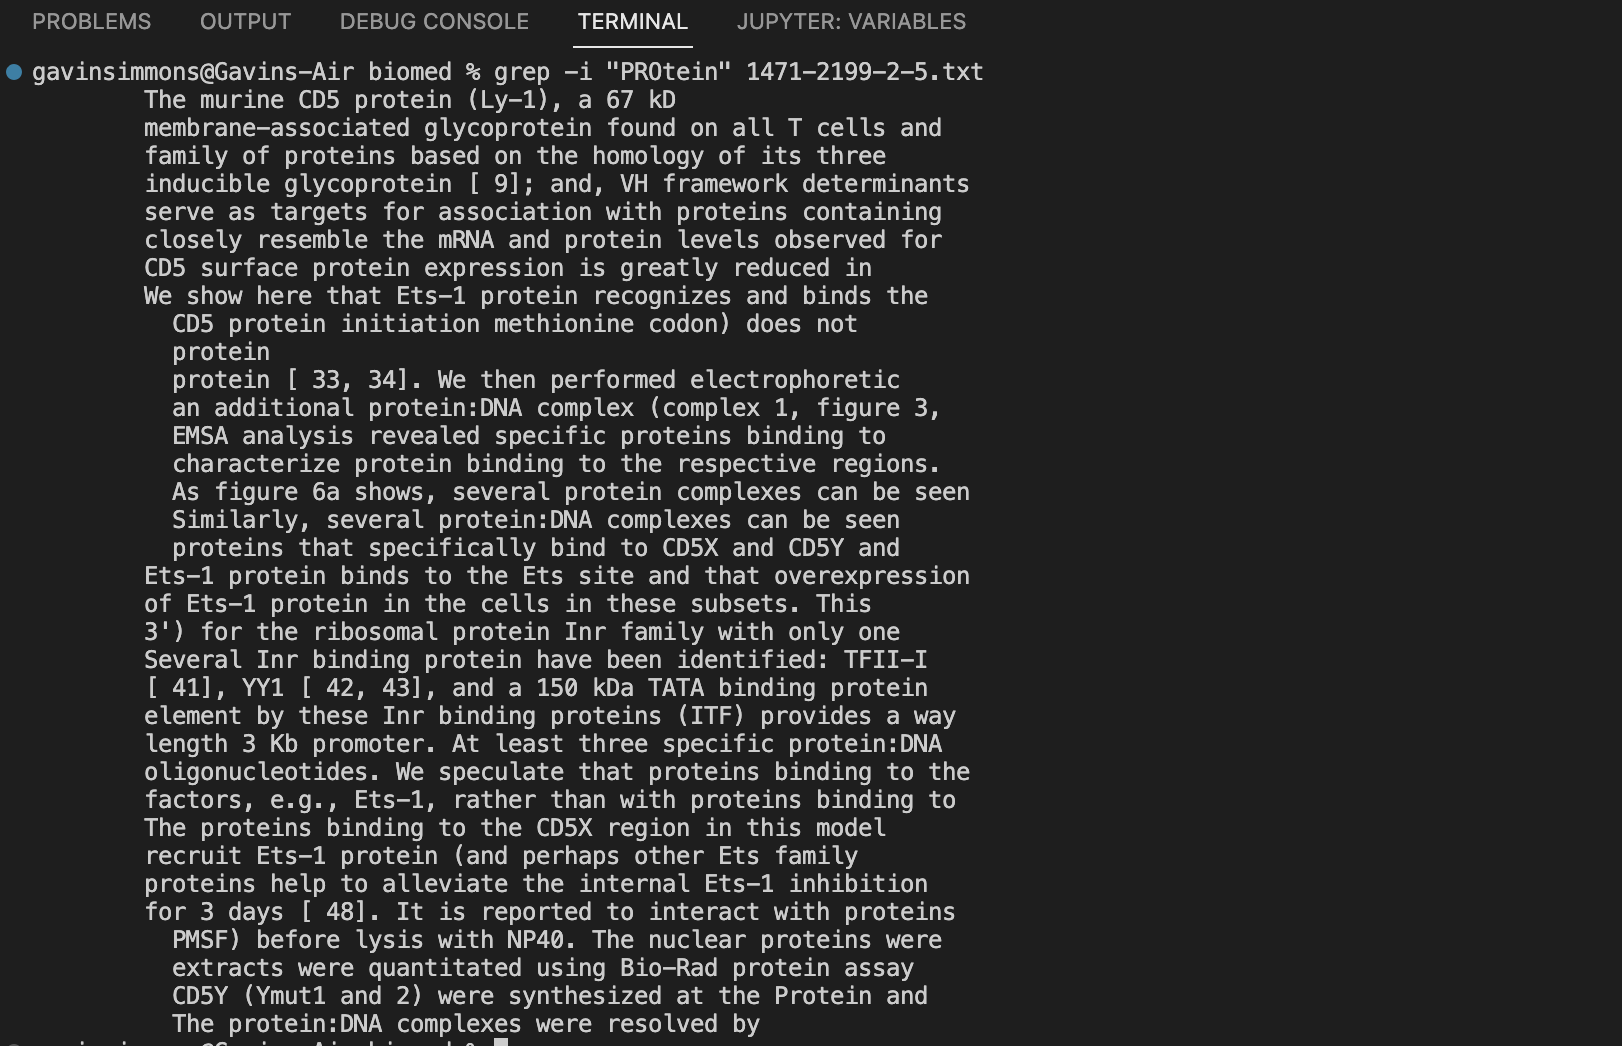 PROBLEMS OUTPUT DEBUG CONSOLE TERMINAL JUPYTER: VARIABLES
gavinsimmons@Gavins-Air biomed % grep -i "PROtein" 1471-2199-2-5.txt
The murine CD5 protein (Ly-1), a 67 kD
membrane-associated glycoprotein found on all T cells and
family of proteins based on the homology of its three
inducible glycoprotein [ 9]; and, VH framework determinants
serve as targets for association with proteins containing
closely resemble the mRNA and protein levels observed for
CD5 surface protein expression is greatly reduced in
We show here that Ets-1 protein recognizes and binds the
CD5 protein initiation methionine codon) does not
protein
protein [ 33, 34]. We then performed electrophoretic
an additional protein:DNA complex (complex 1, figure 3,
EMSA analysis revealed specific proteins binding to
characterize protein binding to the respective regions.
As figure 6a shows, several protein complexes can be seen
Similarly, several protein:DNA complexes can be seen
proteins that specifically bind to CD5X and CD5Y and
Ets-1 protein binds to the Ets site and that overexpression
of Ets-1 protein in the cells in these subsets. This
3') for the ribosomal protein Inr family with only one
Several Inr binding protein have been identified: TFII-I
[ 41], YY1 [ 42, 43], and a 150 kDa TATA binding protein
element by these Inr binding proteins (ITF) provides a way
length 3 Kb promoter. At least three specific protein:DNA
oligonucleotides. We speculate that proteins binding to the
factors, e.g., Ets-1, rather than with proteins binding to
The proteins binding to the CD5X region in this model
recruit Ets-1 protein (and perhaps other Ets family
proteins help to alleviate the internal Ets-1 inhibition
for 3 days [ 48]. It is reported to interact with proteins
PMSF) before lysis with NP40. The nuclear proteins were
extracts were quantitated using Bio-Rad protein assay
CD5Y (Ymut1 and 2) were synthesized at the Protein and
The protein:DNA complexes were resolved by